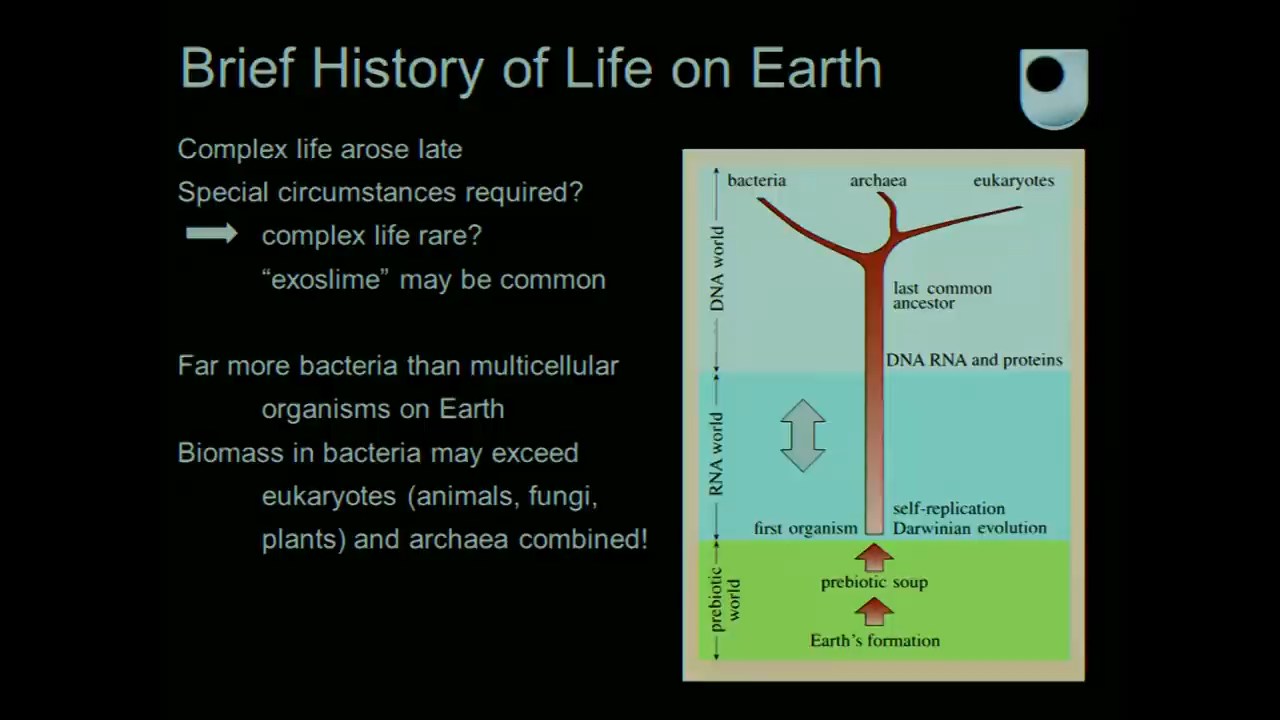 Brief History of Life on Earth
Complex life arose late
Special circumstances required?
complex life rare?
“exoslime” may be common
Far more bacteria than multicellular
organisms on Earth
Biomass in bacteria may exceed
eukaryotes (animals, fungi,
plants) and archaea combined!
bacteria
archaea
eukaryotes
DNA world
last common
ancestor
DNA RNA and proteins
RNA world
self-replication
first organism
Darwinian evolution
prebiotic
world
prebiotic soup
Earth’s formation